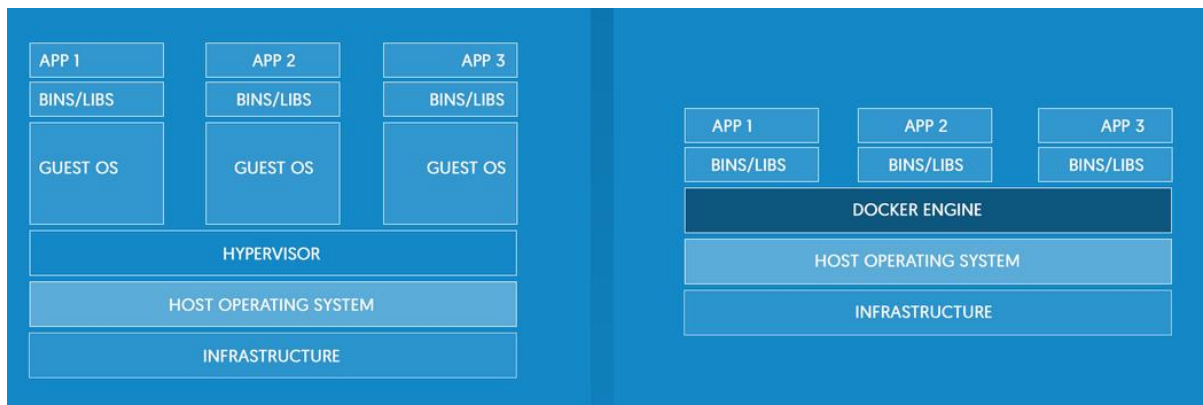 APP 1
APP 2
APP 3
BINS/LIBS
BINS/LIBS
BINS/LIBS
GUEST OS
GUEST OS
GUEST OS
HYPERVISOR
HOST OPERATING SYSTEM
INFRASTRUCTURE
APP 1
APP 2
APP 3
BINS/LIBS
BINS/LIBS
BINS/LIBS
DOCKER ENGINE
HOST OPERATING SYSTEM
INFRASTRUCTURE